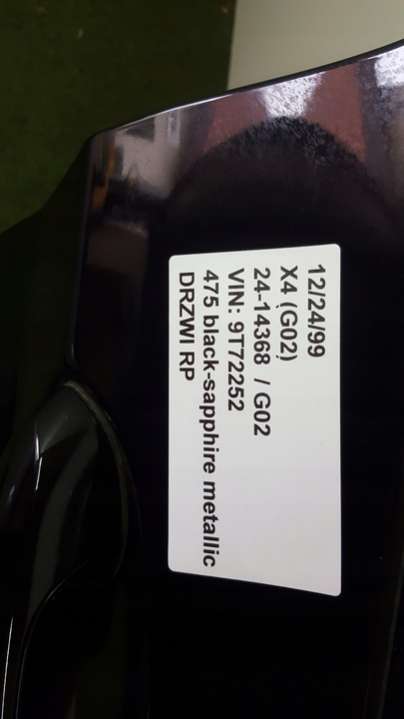 12/24/99
X4 (G02)
24-14368 / G02
VIN: 9T72252
475 black-sapphire metallic
DRZWI RP